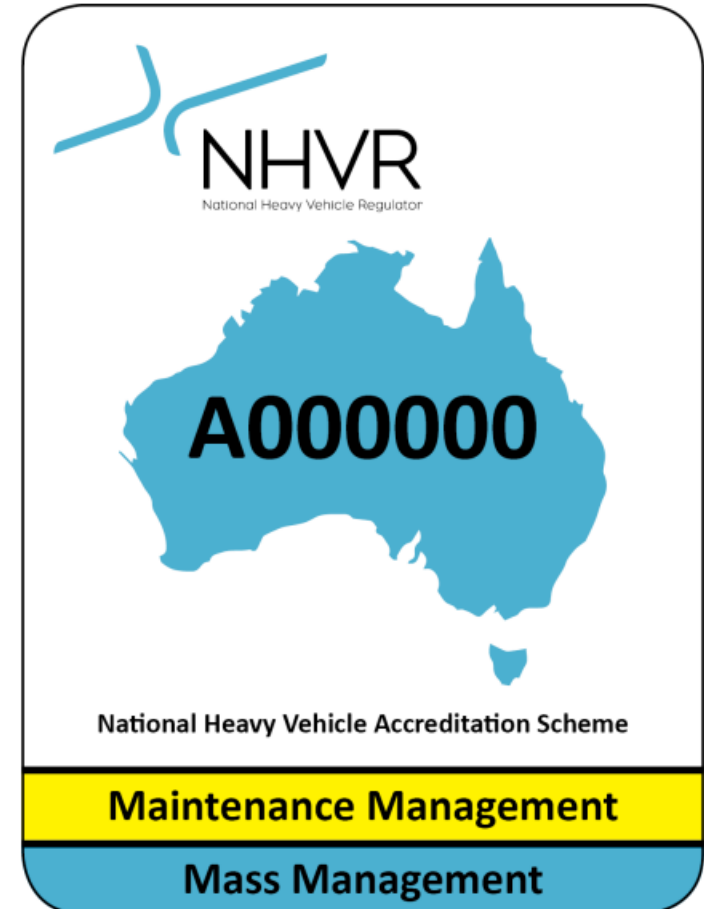 NHVR
National Heavy Vehicle Regulator
A000000
National Heavy Vehicle Accreditation Scheme
Maintenance Management
Mass Management